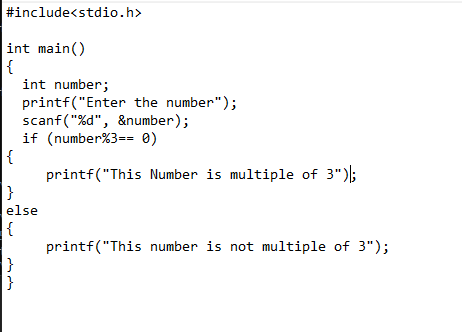 #include<stdio.h>
int main()
{
int number;
printf("Enter the number");
scanf("%d", &number);
if (number%3== 0)
{
printf("This Number is multiple of 3");
}
else
{
printf("This number is not multiple of 3");
}
}